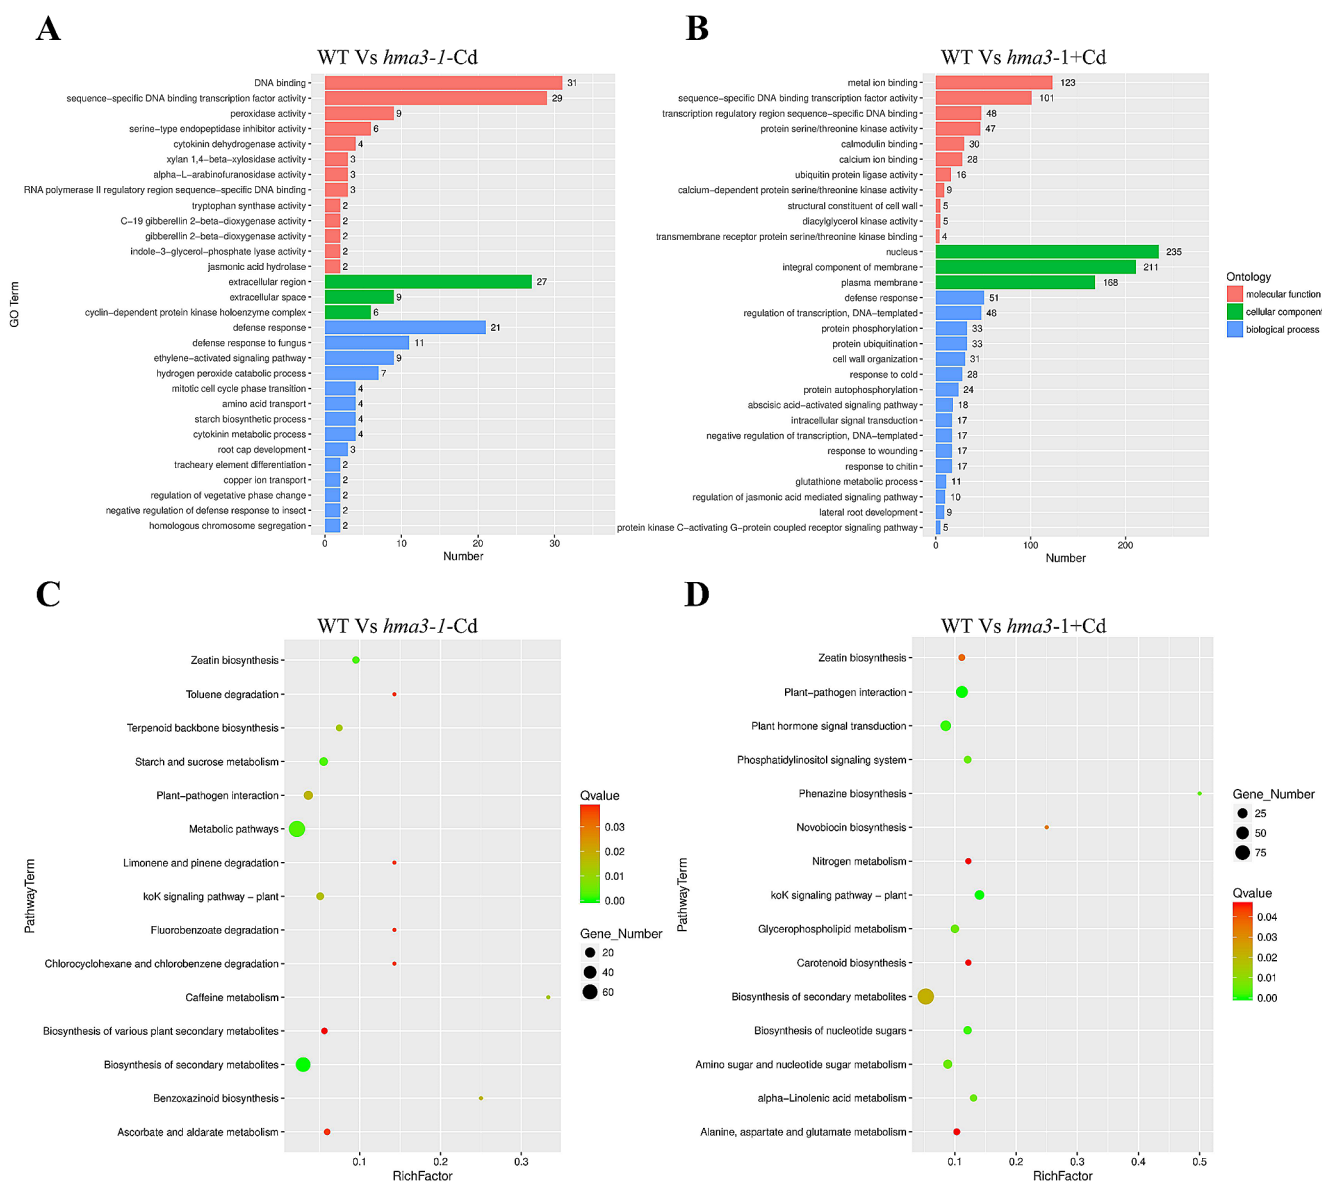 A
WT Vs hma3-1-Cd
DNA binding 31
sequence−specific DNA binding transcription factor activity 29
peroxidase activity 9
serine−type endopeptidase inhibitor activity 6
cytokinin dehydrogenase activity 4
xylan 1,4−beta−xylosidase activity 3
alpha−L−arabinofuranosidase activity 3
RNA polymerase II regulatory region sequence−specific DNA binding 3
tryptophan synthase activity 2
C−19 gibberellin 2−beta−dioxygenase activity 2
gibberellin 2−beta−dioxygenase activity 2
indole−3−glycerol−phosphate lyase activity 2
jasmonic acid hydrolase 2
extracellular region 27
extracellular space 9
cyclin−dependent protein kinase holoenzyme complex 6
defense response 21
defense response to fungus 11
ethylene−activated signaling pathway 9
hydrogen peroxide catabolic process 7
mitotic cell cycle phase transition 4
amino acid transport 4
starch biosynthetic process 4
cytokinin metabolic process 4
root cap development 3
tracheary element differentiation 2
copper ion transport 2
regulation of vegetative phase change 2
negative regulation of defense response to insect 2
homologous chromosome segregation 2
0 10 20 30
Number
GO Term
B
WT Vs hma3-1+Cd
metal ion binding 123
sequence−specific DNA binding transcription factor activity 101
transcription regulatory region sequence−specific DNA binding 48
protein serine/threonine kinase activity 47
calmodulin binding 30
calcium ion binding 28
ubiquitin protein ligase activity 16
calcium−dependent protein serine/threonine kinase activity 9
structural constituent of cell wall 5
diacylglycerol kinase activity 5
transmembrane receptor protein serine/threonine kinase binding 4
nucleus 235
integral component of membrane 211
plasma membrane 168
defense response 51
regulation of transcription, DNA−templated 48
protein phosphorylation 33
protein ubiquitination 33
cell wall organization 31
response to cold 28
protein autophosphorylation 24
abscisic acid−activated signaling pathway 18
intracellular signal transduction 17
negative regulation of transcription, DNA−templated 17
response to wounding 17
response to chitin 17
glutathione metabolic process 11
regulation of jasmonic acid mediated signaling pathway 10
lateral root development 9
protein kinase C−activating G−protein coupled receptor signaling pathway 5
0 100 200
Number
Ontology
molecular function
cellular component
biological process
C
WT Vs hma3-1-Cd
Zeatin biosynthesis
Toluene degradation
Terpenoid backbone biosynthesis
Starch and sucrose metabolism
Plant−pathogen interaction
Metabolic pathways
Limonene and pinene degradation
koK signaling pathway − plant
Fluorobenzoate degradation
Chlorocyclohexane and chlorobenzene degradation
Caffeine metabolism
Biosynthesis of various plant secondary metabolites
Biosynthesis of secondary metabolites
Benzoxazinoid biosynthesis
Ascorbate and aldarate metabolism
0.1 0.2 0.3
RichFactor
PathwayTerm
Qvalue
0.03
0.02
0.01
0.00
Gene_Number
20
40
60
D
WT Vs hma3-1+Cd
Zeatin biosynthesis
Plant−pathogen interaction
Plant hormone signal transduction
Phosphatidylinositol signaling system
Phenazine biosynthesis
Novobiocin biosynthesis
Nitrogen metabolism
koK signaling pathway − plant
Glycerophospholipid metabolism
Carotenoid biosynthesis
Biosynthesis of secondary metabolites
Biosynthesis of nucleotide sugars
Amino sugar and nucleotide sugar metabolism
alpha−Linolenic acid metabolism
Alanine, aspartate and glutamate metabolism
0.1 0.2 0.3 0.4 0.5
RichFactor
PathwayTerm
Gene_Number
25
50
75
Qvalue
0.04
0.03
0.02
0.01
0.00